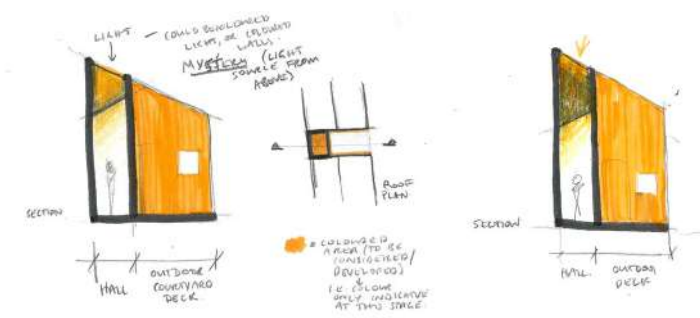 LIGHT
- COULD BE COLOURED
LIGHT, OR COLOURED
WALLS.
MYSTERY (LIGHT
SOURCE FROM
ABOVE)
SECTION
HALL
OUTDOOR
COURTYARD
DECK
ROOF
PLAN
= COLOURED
AREA (TO BE
CONSIDERED/
DEVELOPED)
I.E. COLOUR
ONLY INDICATIVE
AT THIS STAGE.
SECTION
HALL
OUTDOOR
DECK